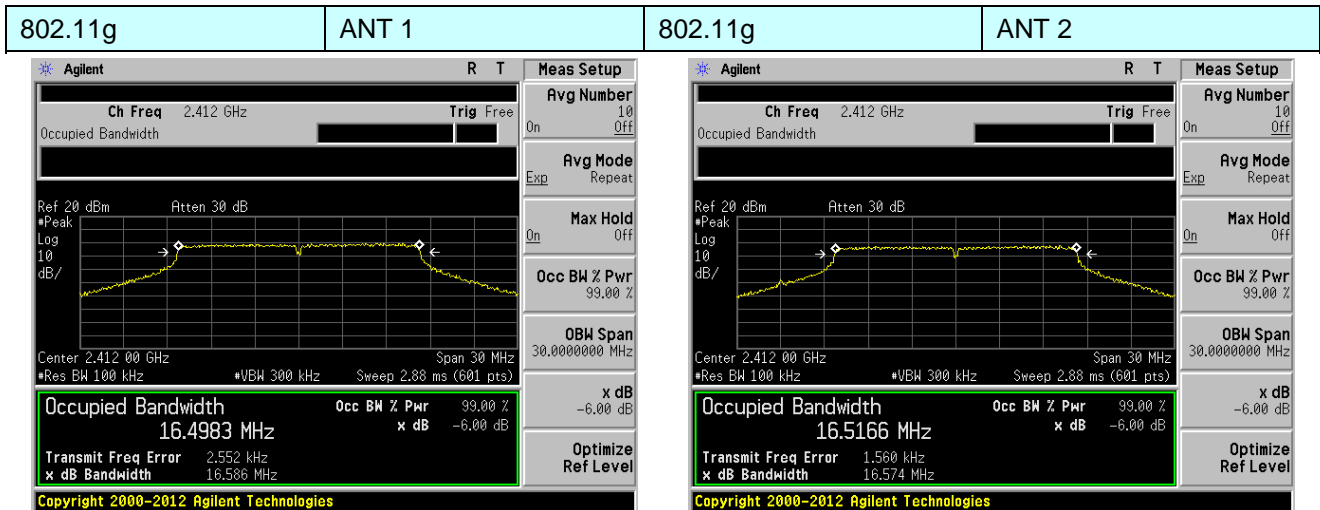 802.11g ANT 1 802.11g ANT 2
Agilent R T Meas Setup
Ch Freq 2.412 GHz Trig Free
Occupied Bandwidth
Avg Number
10
On Off
Avg Mode
Exp Repeat
Ref 20 dBm Atten 30 dB
#Peak
Log
10
dB/
Max Hold
On Off
Occ BW % Pwr
99.00 %
OBW Span
30.0000000 MHz
Center 2.412 00 GHz Span 30 MHz
#Res BW 100 kHz #VBW 300 kHz Sweep 2.88 ms (601 pts)
x dB
-6.00 dB
Occupied Bandwidth Occ BW % Pwr 99.00 %
16.4983 MHz x dB -6.00 dB
Optimize
Ref Level
Transmit Freq Error 2.552 kHz
x dB Bandwidth 16.586 MHz
Copyright 2000-2012 Agilent Technologies
Agilent R T Meas Setup
Ch Freq 2.412 GHz Trig Free
Occupied Bandwidth
Avg Number
10
On Off
Avg Mode
Exp Repeat
Ref 20 dBm Atten 30 dB
#Peak
Log
10
dB/
Max Hold
On Off
Occ BW % Pwr
99.00 %
OBW Span
30.0000000 MHz
Center 2.412 00 GHz Span 30 MHz
#Res BW 100 kHz #VBW 300 kHz Sweep 2.88 ms (601 pts)
x dB
-6.00 dB
Occupied Bandwidth Occ BW % Pwr 99.00 %
16.5166 MHz x dB -6.00 dB
Optimize
Ref Level
Transmit Freq Error 1.560 kHz
x dB Bandwidth 16.574 MHz
Copyright 2000-2012 Agilent Technologies